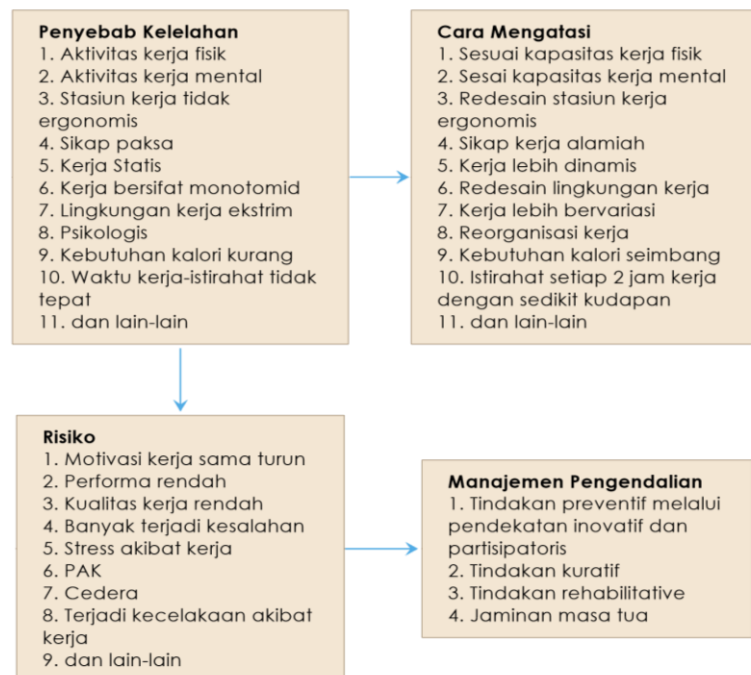 Penyebab Kelelahan
1. Aktivitas kerja fisik
2. Aktivitas kerja mental
3. Stasiun kerja tidak
ergonomis
4. Sikap paksa
5. Kerja Statis
6. Kerja bersifat monotomid
7. Lingkungan kerja ekstrim
8. Psikologis
9. Kebutuhan kalori kurang
10. Waktu kerja-istirahat tidak
tepat
11. dan lain-lain
Cara Mengatasi
1. Sesuai kapasitas kerja fisik
2. Sesai kapasitas kerja mental
3. Redesain stasiun kerja
ergonomis
4. Sikap kerja alamiah
5. Kerja lebih dinamis
6. Redesain lingkungan kerja
7. Kerja lebih bervariasi
8. Reorganisasi kerja
9. Kebutuhan kalori seimbang
10. Istirahat setiap 2 jam kerja
dengan sedikit kudapan
11. dan lain-lain
Risiko
1. Motivasi kerja sama turun
2. Performa rendah
3. Kualitas kerja rendah
4. Banyak terjadi kesalahan
5. Stress akibat kerja
6. PAK
7. Cedera
8. Terjadi kecelakaan akibat
kerja
9. dan lain-lain
Manajemen Pengendalian
1. Tindakan preventif melalui
pendekatan inovatif dan
partisipatoris
2. Tindakan kuratif
3. Tindakan rehabilitative
4. Jaminan masa tua